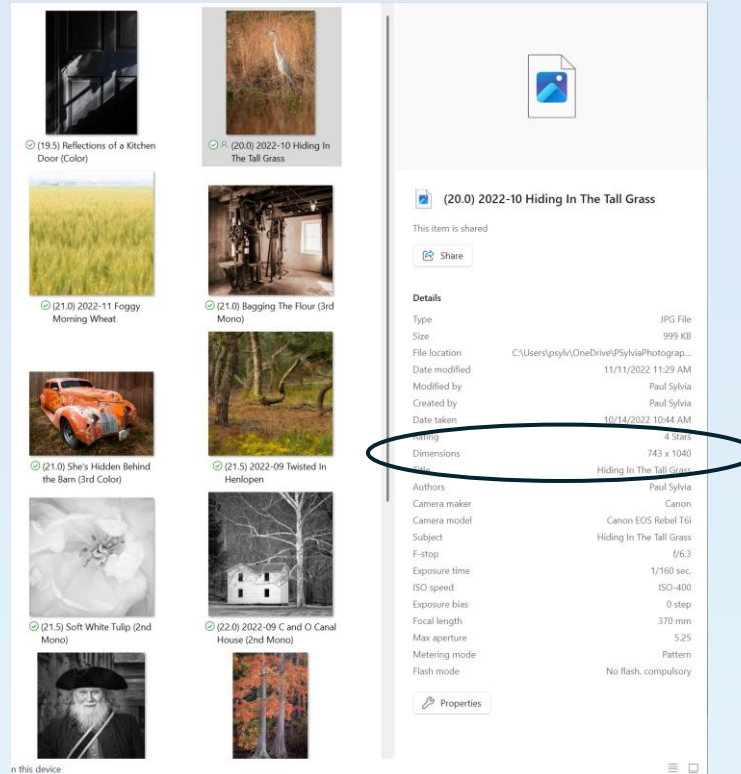 (19.5) Reflections of a Kitchen
Door (Color)
(20.0) 2022-10 Hiding In
The Tall Grass
(21.0) 2022-11 Foggy
Morning Wheat
(21.0) Bagging The Flour (3rd
Mono)
(21.0) She's Hidden Behind
the Barn (3rd Color)
(21.5) 2022-09 Twisted In
Henlopen
(21.5) Soft White Tulip (2nd
Mono)
(22.0) 2022-09 C and O Canal
House (2nd Mono)
n this device
(20.0) 2022-10 Hiding In The Tall Grass
This item is shared
Share
Details
Type JPG File
Size 999 KB
File location C:\Users\psylv\OneDrive\PSylviaPhotograp...
Date modified 11/11/2022 11:29 AM
Modified by Paul Sylvia
Created by Paul Sylvia
Date taken 10/14/2022 10:44 AM
Rating 4 Stars
Dimensions 743 x 1040
Title Hiding In The Tall Grass
Authors Paul Sylvia
Camera maker Canon
Camera model Canon EOS Rebel T6i
Subject Hiding In The Tall Grass
F-stop f/6.3
Exposure time 1/160 sec.
ISO speed ISO-400
Exposure bias 0 step
Focal length 370 mm
Max aperture 5.25
Metering mode Pattern
Flash mode No flash, compulsory
Properties